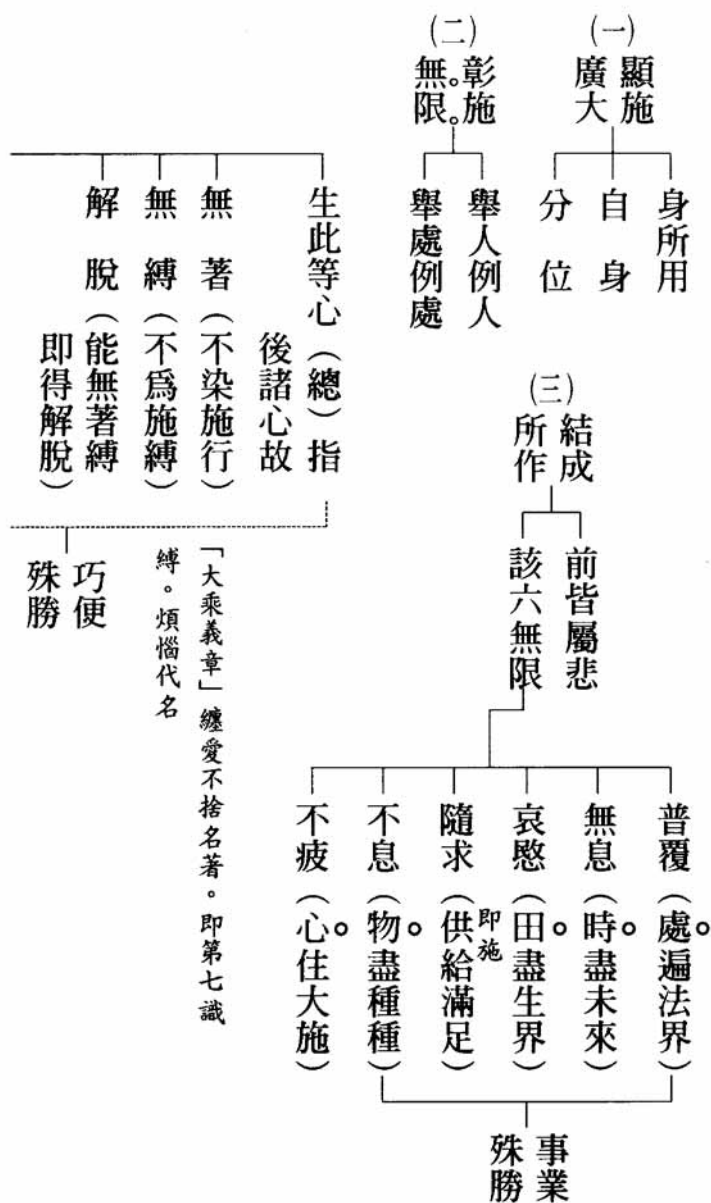 (一)
顯施
廣大
身所用
自身
分位
(二)
彰施
無。限。
舉人例人
舉處例處
(三)
結成
所作
前皆屬悲
該六無限
普覆(處。遍法界)
無息(時。盡未來)
哀愍(田。盡生界)
隨求(供給滿足)
即施
不息(物。盡種種)
不疲(心。住大施)
事業
殊勝
生此等心(總)指
後諸心故
無著(不染施行)
無縛(不爲施縛)
解脫(能無著縛
即得解脫)
「大乘義章」纏愛不捨名著。即第七識
縛。煩惱代名
巧便
殊勝